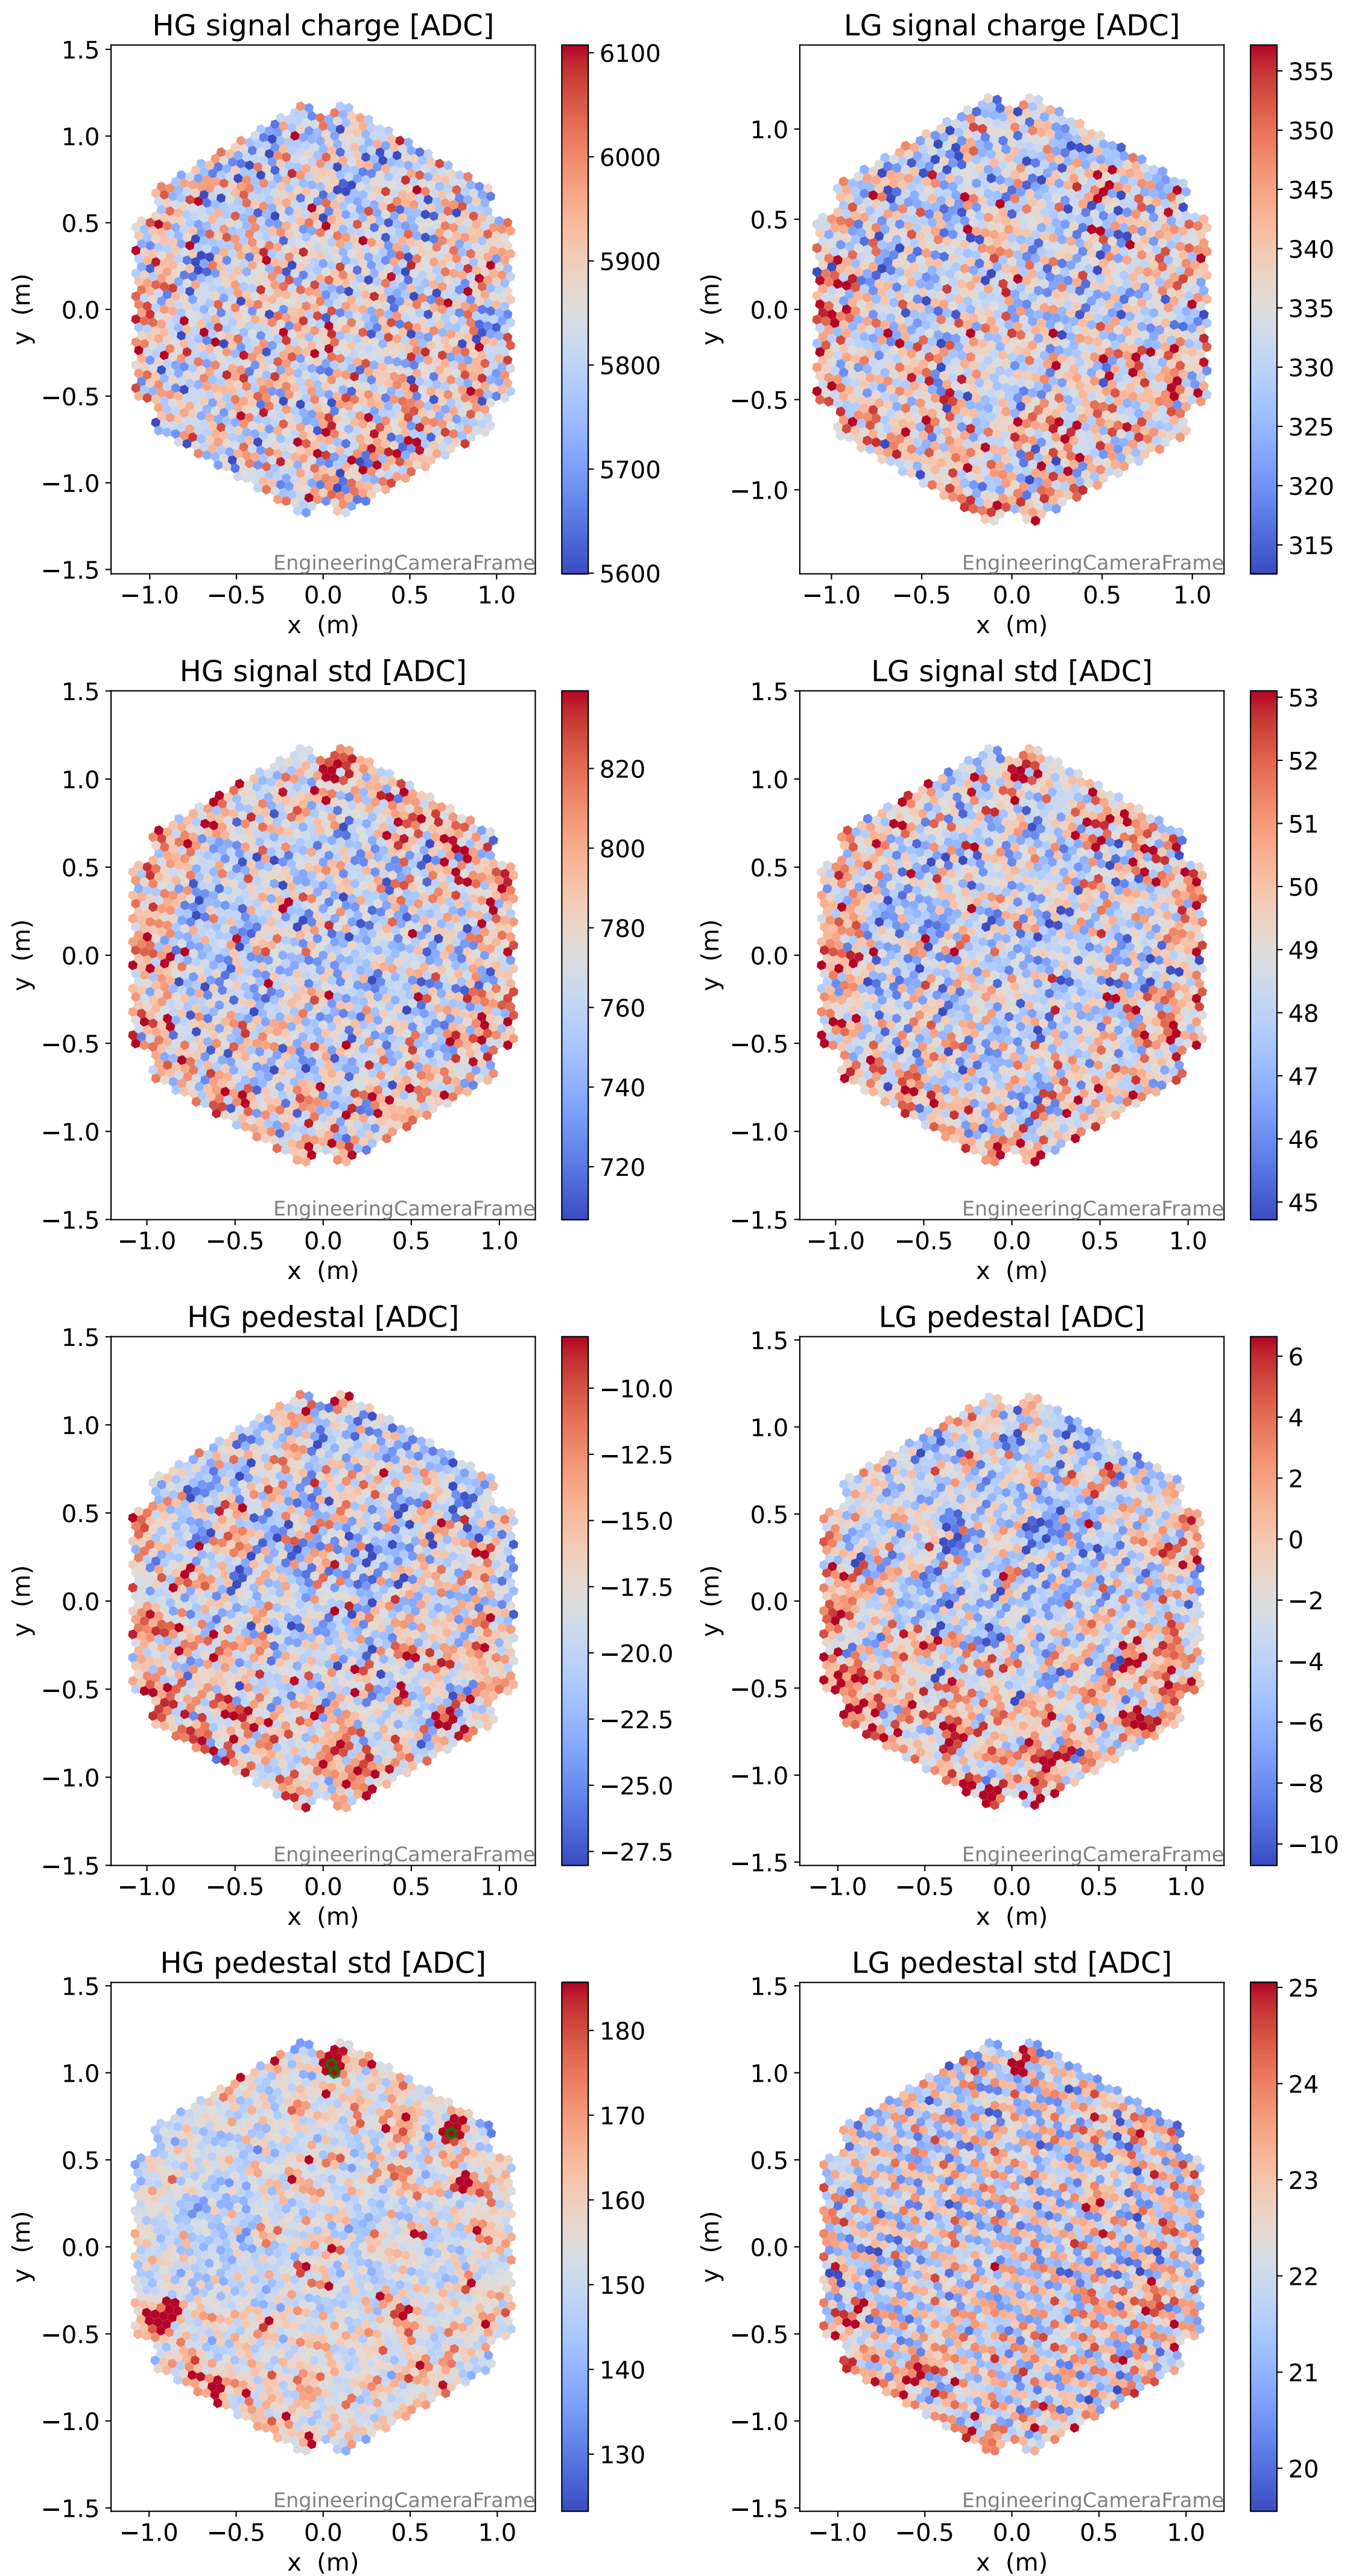 HG signal charge [ADC]
1.5
1.0
0.5
0.0
−0.5
−1.0
−1.5
y (m)
EngineeringCameraFrame
−1.0 −0.5 0.0 0.5 1.0
x (m)
6100
6000
5900
5800
5700
5600
LG signal charge [ADC]
1.0
0.5
0.0
−0.5
−1.0
y (m)
EngineeringCameraFrame
−1.0 −0.5 0.0 0.5 1.0
x (m)
355
350
345
340
335
330
325
320
315
HG signal std [ADC]
1.5
1.0
0.5
0.0
−0.5
−1.0
−1.5
y (m)
EngineeringCameraFrame
−1.0 −0.5 0.0 0.5 1.0
x (m)
820
800
780
760
740
720
LG signal std [ADC]
1.5
1.0
0.5
0.0
−0.5
−1.0
−1.5
y (m)
EngineeringCameraFrame
−1.0 −0.5 0.0 0.5 1.0
x (m)
53
52
51
50
49
48
47
46
45
HG pedestal [ADC]
1.5
1.0
0.5
0.0
−0.5
−1.0
−1.5
y (m)
EngineeringCameraFrame
−1.0 −0.5 0.0 0.5 1.0
x (m)
−10.0
−12.5
−15.0
−17.5
−20.0
−22.5
−25.0
−27.5
LG pedestal [ADC]
1.5
1.0
0.5
0.0
−0.5
−1.0
−1.5
y (m)
EngineeringCameraFrame
−1.0 −0.5 0.0 0.5 1.0
x (m)
6
4
2
0
−2
−4
−6
−8
−10
HG pedestal std [ADC]
1.5
1.0
0.5
0.0
−0.5
−1.0
−1.5
y (m)
EngineeringCameraFrame
−1.0 −0.5 0.0 0.5 1.0
x (m)
180
170
160
150
140
130
LG pedestal std [ADC]
1.5
1.0
0.5
0.0
−0.5
−1.0
−1.5
y (m)
EngineeringCameraFrame
−1.0 −0.5 0.0 0.5 1.0
x (m)
25
24
23
22
21
20